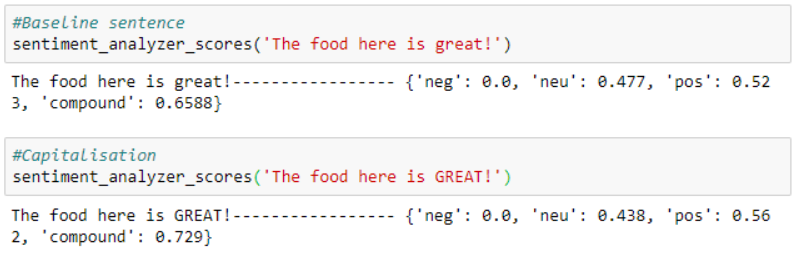 #Baseline sentence
sentiment_analyzer_scores('The food here is great!')
The food here is great!----------------- {'neg': 0.0, 'neu': 0.477, 'pos': 0.52
3, 'compound': 0.6588}
#Capitalisation
sentiment_analyzer_scores('The food here is GREAT!')
The food here is GREAT!----------------- {'neg': 0.0, 'neu': 0.438, 'pos': 0.56
2, 'compound': 0.729}